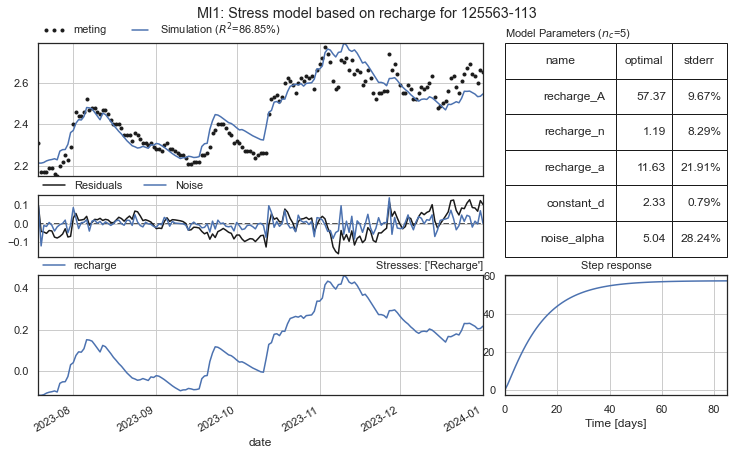 Ml1: Stress model based on recharge for 125563-113
meting Simulation (R²=86.85%)
2.6
2.4
2.2
Model Parameters (n_c=5)
name optimal stderr
recharge_A 57.37 9.67%
recharge_n 1.19 8.29%
recharge_a 11.63 21.91%
constant_d 2.33 0.79%
noise_alpha 5.04 28.24%
Residuals Noise
0.1
0.0
−0.1
recharge Stresses: ['Recharge']
0.4
0.2
0.0
2023-08 2023-09 2023-10 2023-11 2023-12 2024-01
date
Step response
60
40
20
0
0 20 40 60 80
Time [days]